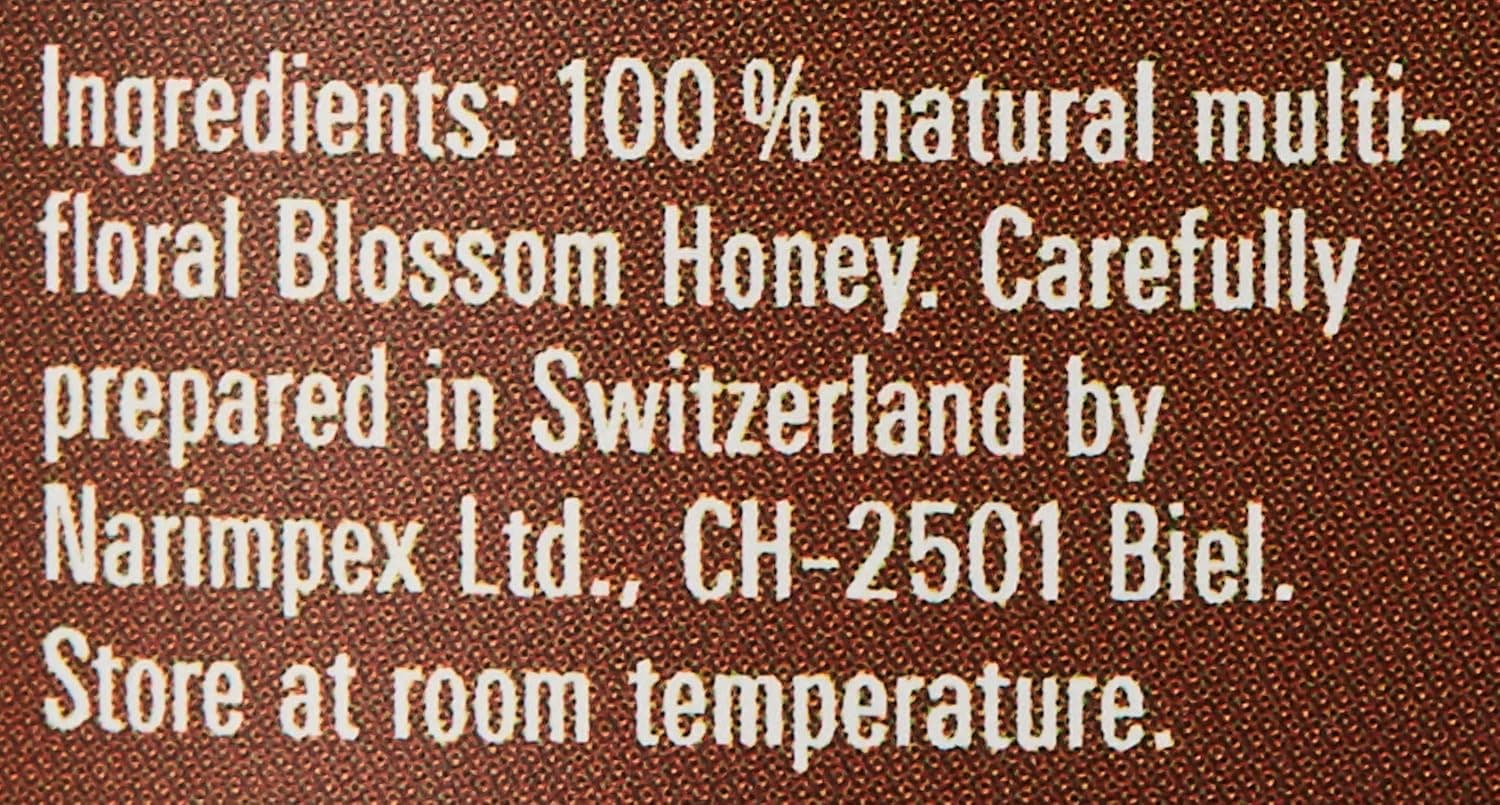 Ingredients: 100 % natural multi-
floral Blossom Honey. Carefully
prepared in Switzerland by
Narimpex Ltd., CH-2501 Biel.
Store at room temperature.